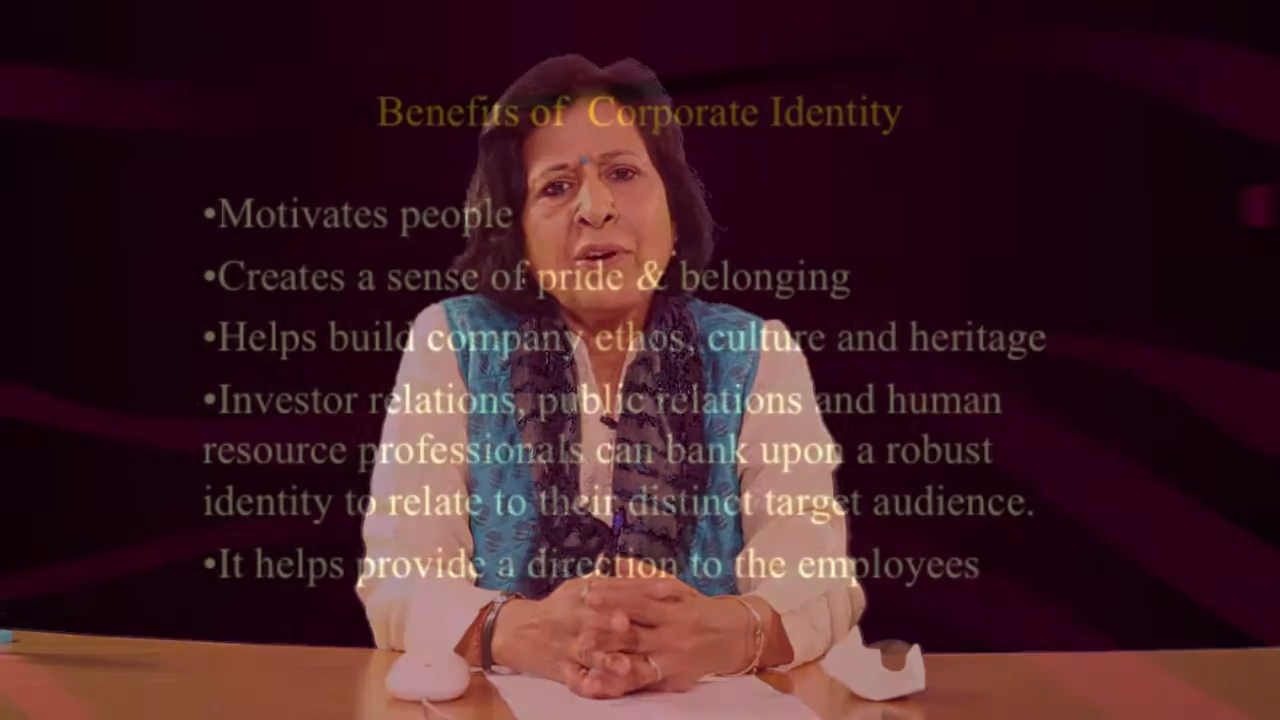 Benefits of Corporate Identity
•Motivates people
•Creates a sense of pride & belonging
•Helps build company ethos, culture and heritage
•Investor relations, public relations and human
resource professionals can bank upon a robust
identity to relate to their distinct target audience.
•It helps provide a direction to the employees